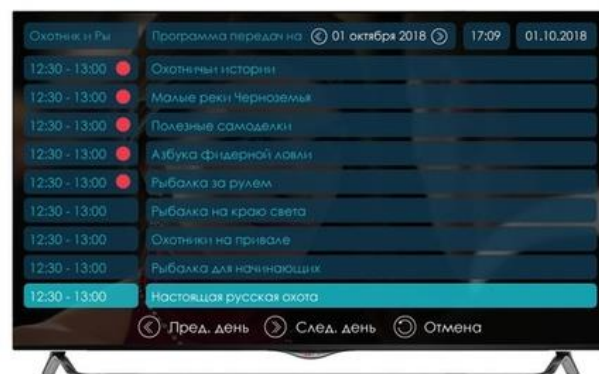 Охотник и Ры Программа передач на 01 октября 2018 17:09 01.10.2018
12:30 - 13:00 Охотничьи истории
12:30 - 13:00 Малые реки Черноземья
12:30 - 13:00 Полезные самоделки
12:30 - 13:00 Азбука фидерной ловли
12:30 - 13:00 Рыбалка за рулем
12:30 - 13:00 Рыбалка на краю света
12:30 - 13:00 Охотники на привале
12:30 - 13:00 Рыбалка для начинающих
12:30 - 13:00 Настоящая русская охота
Пред. день След. день Отмена